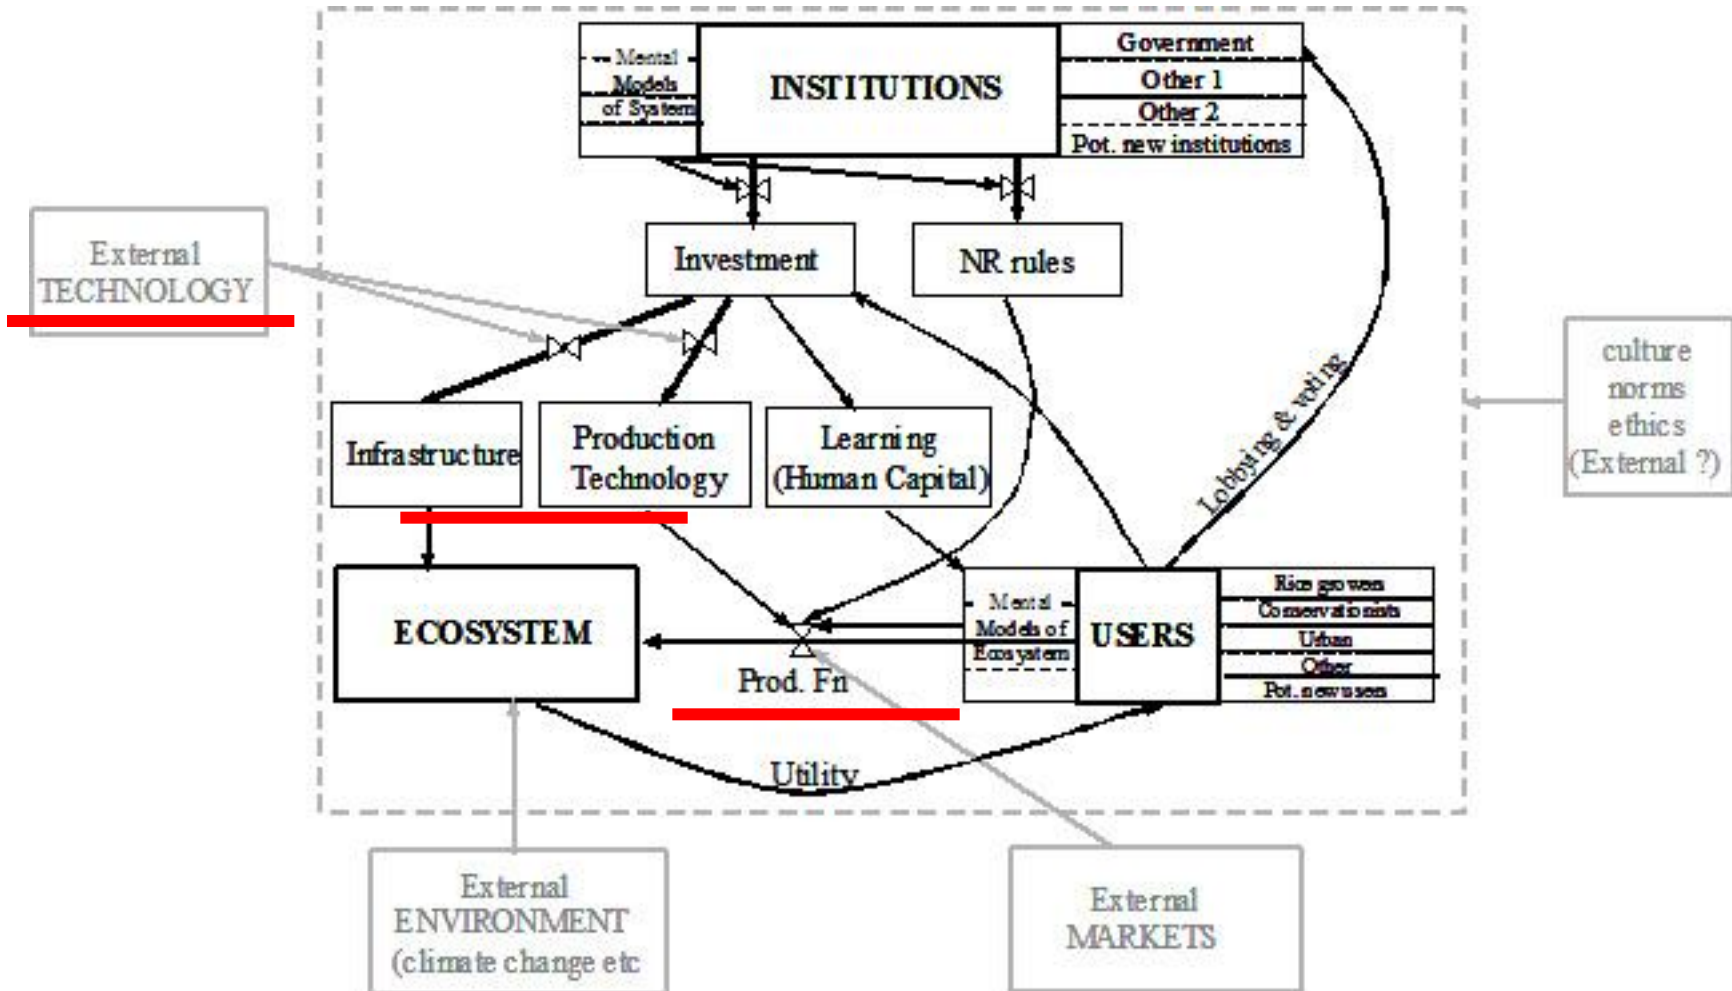 Mental
Models
of System
INSTITUTIONS
Government
Other 1
Other 2
Pot. new institutions
External
TECHNOLOGY
Investment
NR rules
culture
norms
ethics
(External ?)
Lobbying & voting
Infrastructure
Production
Technology
Learning
(Human Capital)
ECOSYSTEM
Prod. Fn
Mental
Models of
Ecosystem
USERS
Rice growers
Conservationists
Urban
Other
Pot. new users
Utility
External
ENVIRONMENT
(climate change etc
External
MARKETS